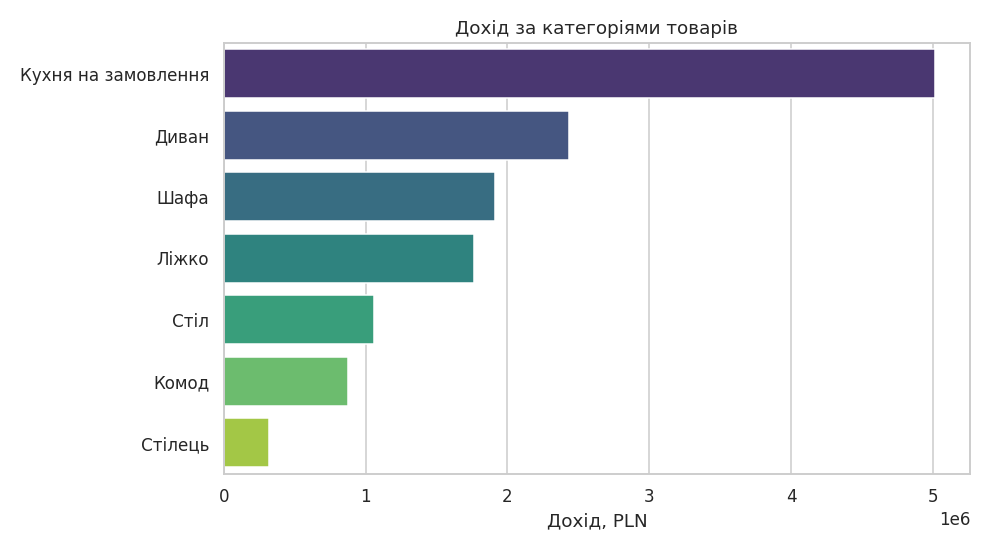 Дохід за категоріями товарів
Кухня на замовлення
Диван
Шафа
Ліжко
Стіл
Комод
Стілець
0 1 2 3 4 5
1e6
Дохід, PLN